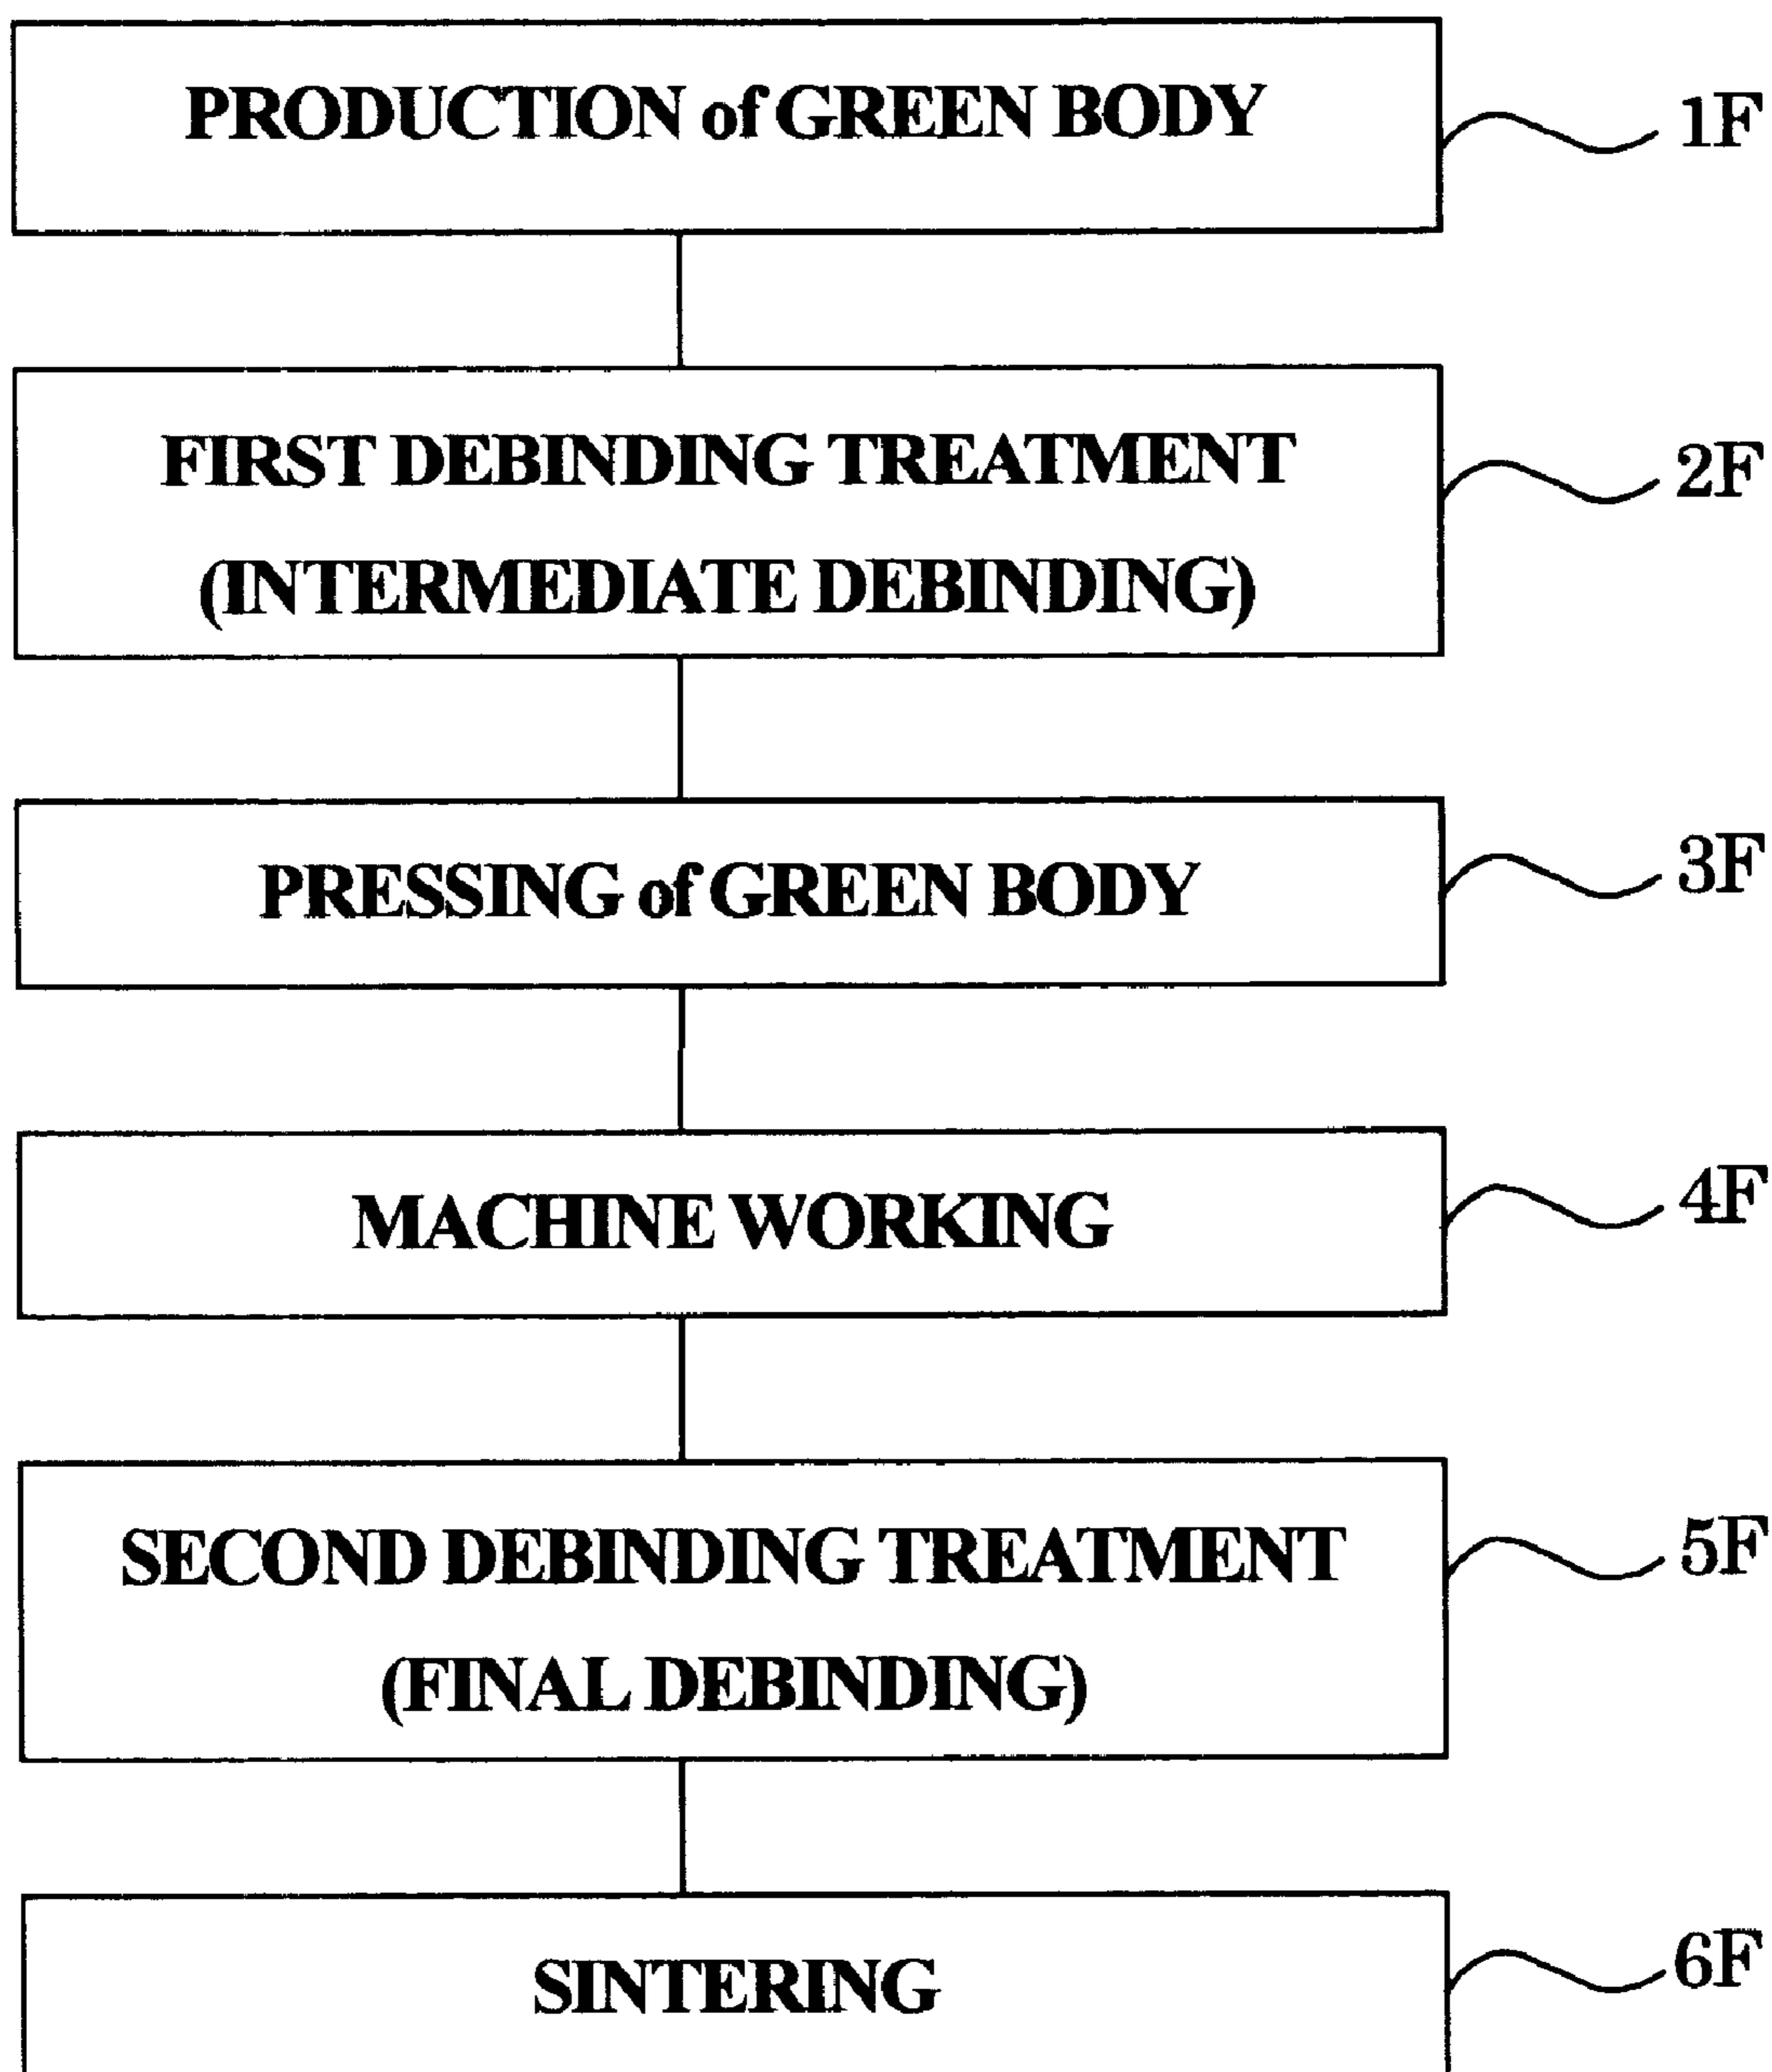 PRODUCTION of GREEN BODY
1F
FIRST DEBINDING TREATMENT
(INTERMEDIATE DEBINDING)
2F
PRESSING of GREEN BODY
3F
MACHINE WORKING
4F
SECOND DEBINDING TREATMENT
(FINAL DEBINDING)
5F
SINTERING
6F